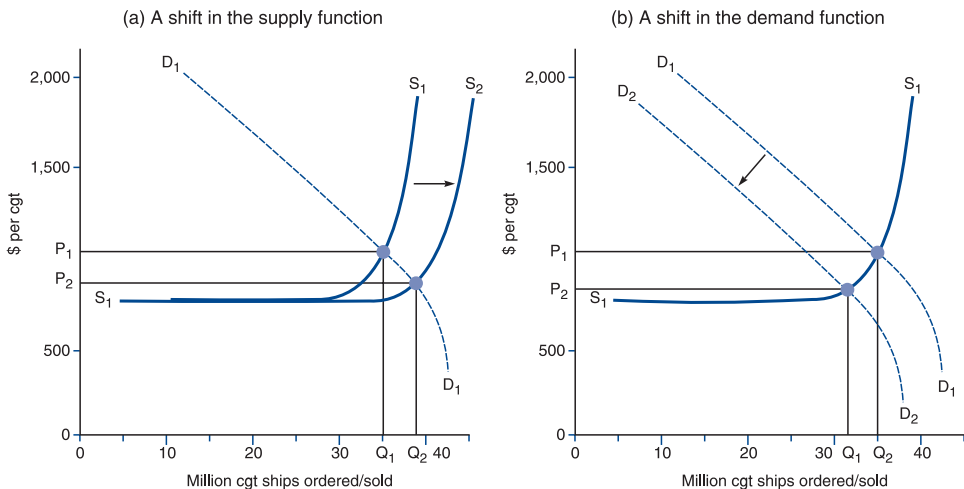 (a) A shift in the supply function
D1
S1
S2
2,000
1,500
$ per cgt
P1
P2
S1
500
D1
0
0
10
20
30
Q1
Q2
40
Million cgt ships ordered/sold
(b) A shift in the demand function
D1
D2
S1
2,000
1,500
$ per cgt
P1
P2
S1
500
D1
D2
0
0
10
20
30
Q1
Q2
40
Million cgt ships ordered/sold